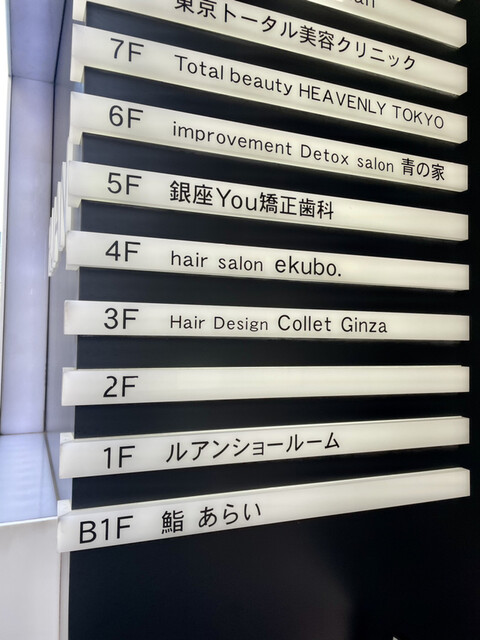 東京トータル美容クリニック
7F Total beauty HEAVENLY TOKYO
6F improvement Detox salon 青の家
5F 銀座You矯正歯科
4F hair salon ekubo.
3F Hair Design Collet Ginza
2F
1F ルアンショールーム
B1F 鮨 あらい